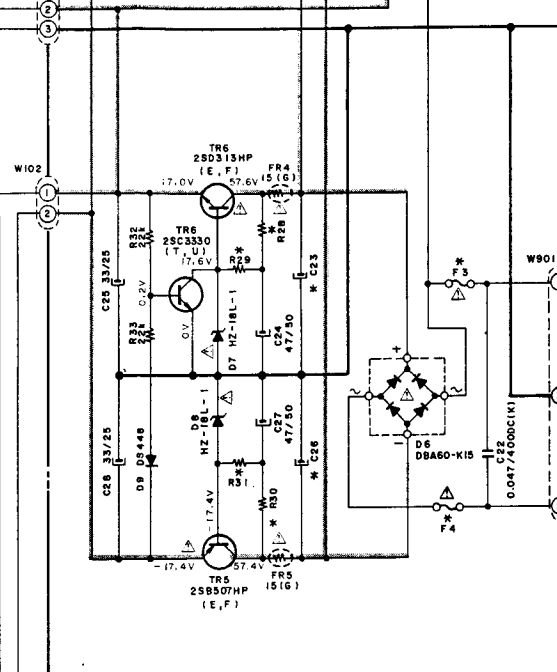 2
3
W102
1
2
TR6
2SD313HP
(E,F)
17.0V
57.6V
FR4
15(G)
R32
22k
TR6
2SC3330
(T,U)
17.6V
*
R29
*
R28
C25 33/25
0.2V
R33
22k
0V
D7 HZ-18L-1
C24
47/50
C23
*
*
F3
W901
+
~
~
-
D6
DBA60-K15
C22
0.047/400DC(K)
C28 33/25
D9 DS448
D8
HZ-18L-1
C27
47/50
C26
*
R31
*
R30
*
-17.4V
*
F4
-17.4V
57.4V
TR5
2SB507HP
(E,F)
FR5
15(G)